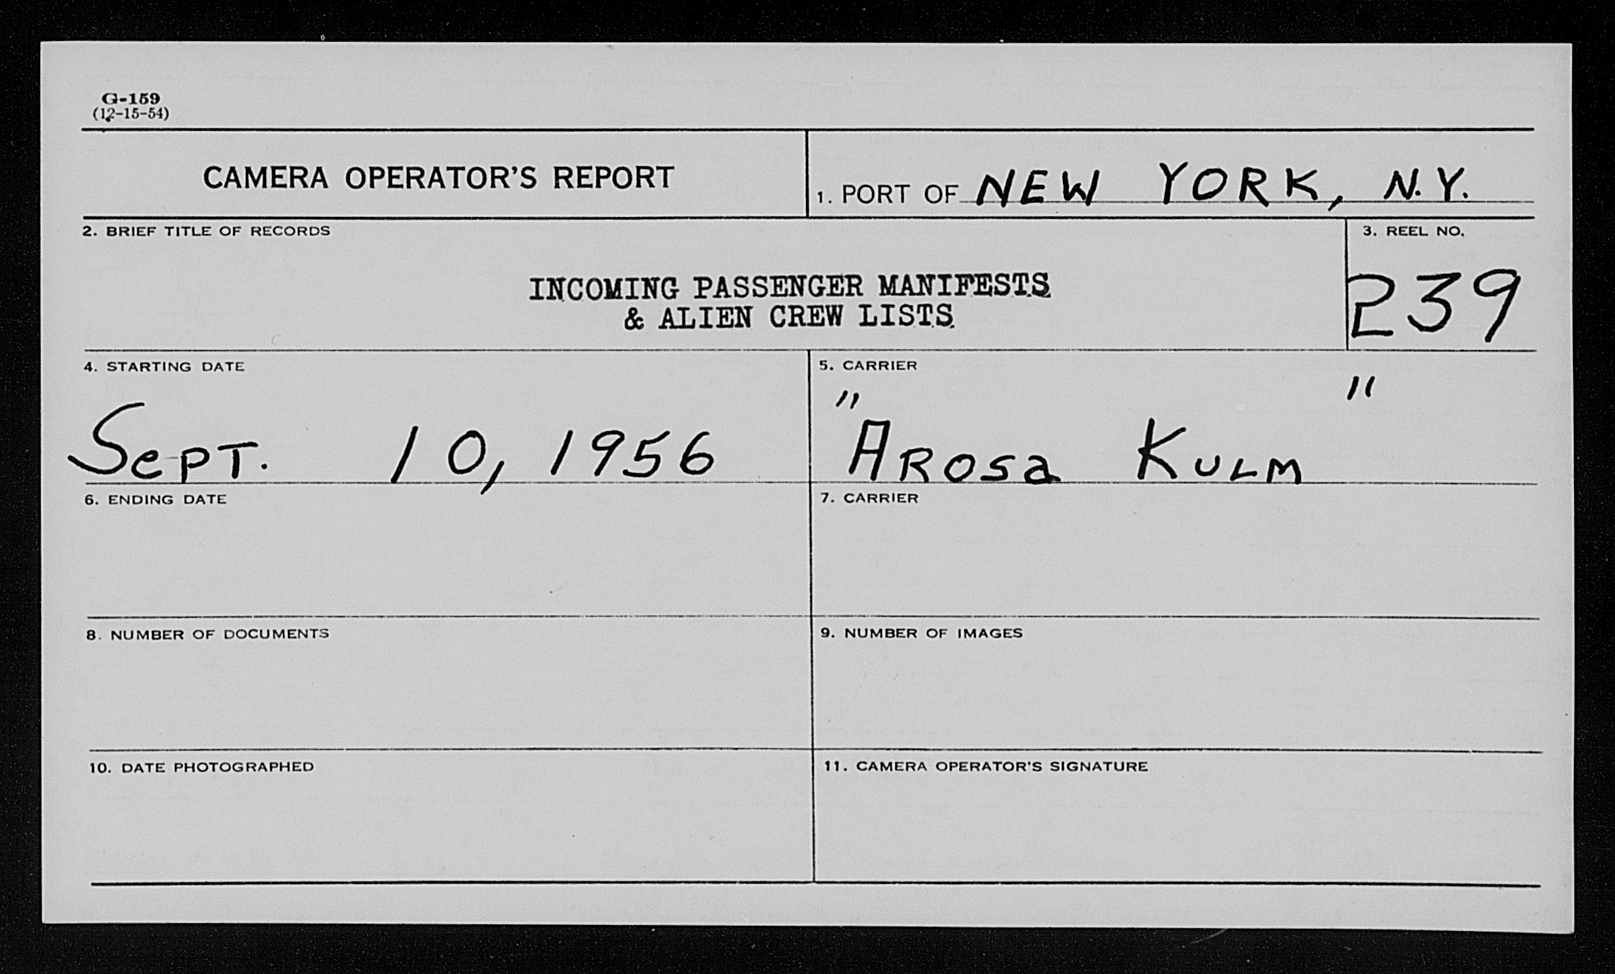 G-159
(12-15-54)
CAMERA OPERATOR'S REPORT
1. PORT OF NEW YORK, N.Y.
2. BRIEF TITLE OF RECORDS
INCOMING PASSENGER MANIFESTS
& ALIEN CREW LISTS
3. REEL NO.
239
4. STARTING DATE
SEPT. 10, 1956
5. CARRIER
"AROSA KULM"
6. ENDING DATE
7. CARRIER
8. NUMBER OF DOCUMENTS
9. NUMBER OF IMAGES
10. DATE PHOTOGRAPHED
11. CAMERA OPERATOR'S SIGNATURE